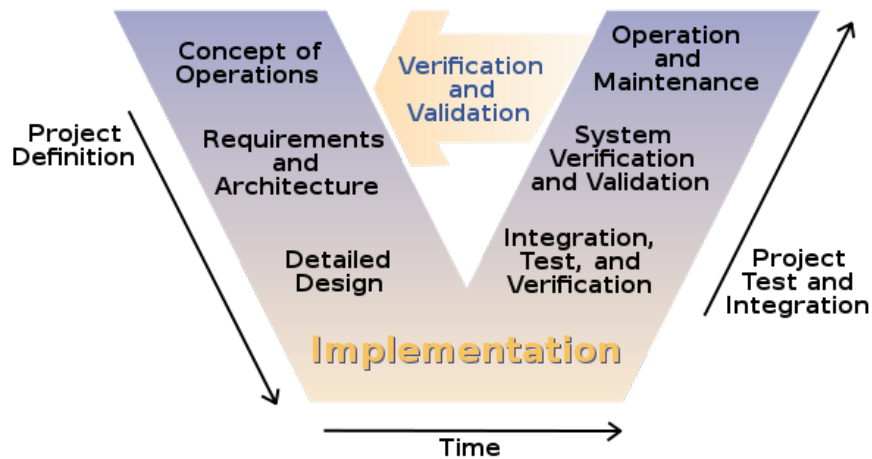 Concept of
Operations
Verification
and
Validation
Operation
and
Maintenance
Project
Definition
Requirements
and
Architecture
System
Verification
and Validation
Detailed
Design
Integration,
Test, and
Verification
Project
Test and
Integration
Implementation
Time